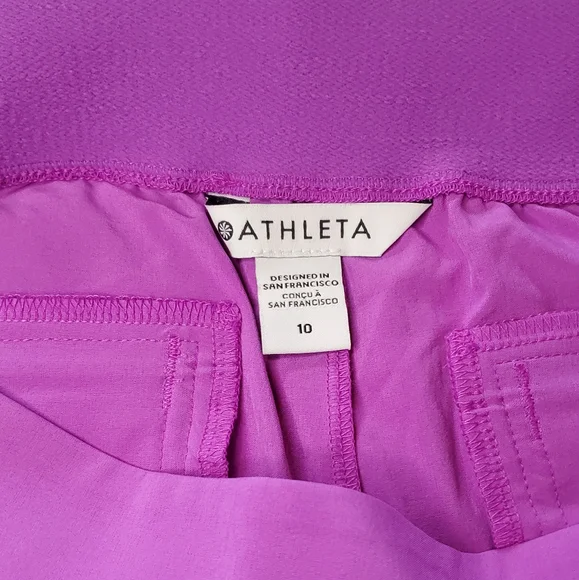 ATHLETA
DESIGNED IN
SAN FRANCISCO
CONÇU À
SAN FRANCISCO
10